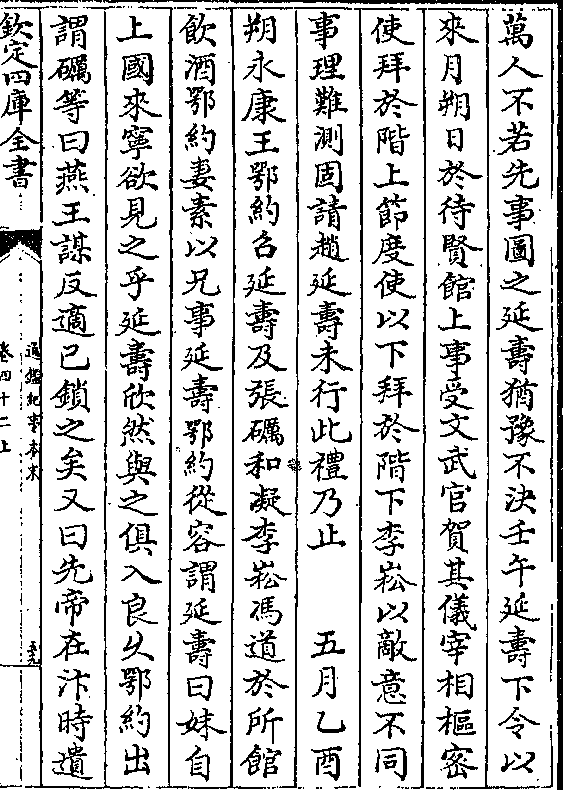 萬人不若先事圖之延壽猶豫不決壬午延壽下令以
來月朔日於待賢館上事受文武官賀其儀宰相樞密
使拜於階上節度使以下拜於階下李崧以敵意不同
事理難測固請趙延壽未行此禮乃止　五月乙酉
朔永康王鄂約召延壽及張礪和凝李崧馮道於所館
飲酒鄂約妻素以兄事延壽鄂約從容謂延壽曰妹自
上國來寧欲見之乎延壽欣然與之俱入良乆鄂約出
謂礪等曰燕王謀反適已鎖之矣又曰先帝在汴時遺
欽定四庫全書
通鑑紀事本末
卷四十二上